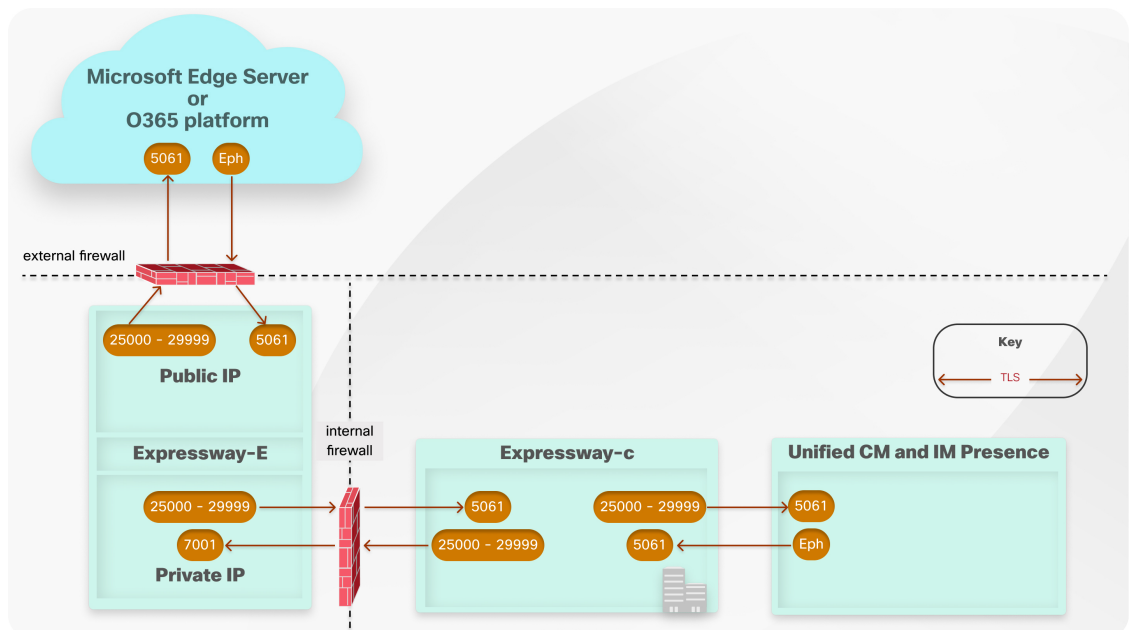 Microsoft Edge Server
or
O365 platform
5061
Eph
external firewall
25000 - 29999
5061
Public IP
Key
TLS
internal
firewall
Expressway-E
Expressway-c
Unified CM and IM Presence
25000 - 29999
5061
25000 - 29999
5061
7001
25000 - 29999
5061
Eph
Private IP